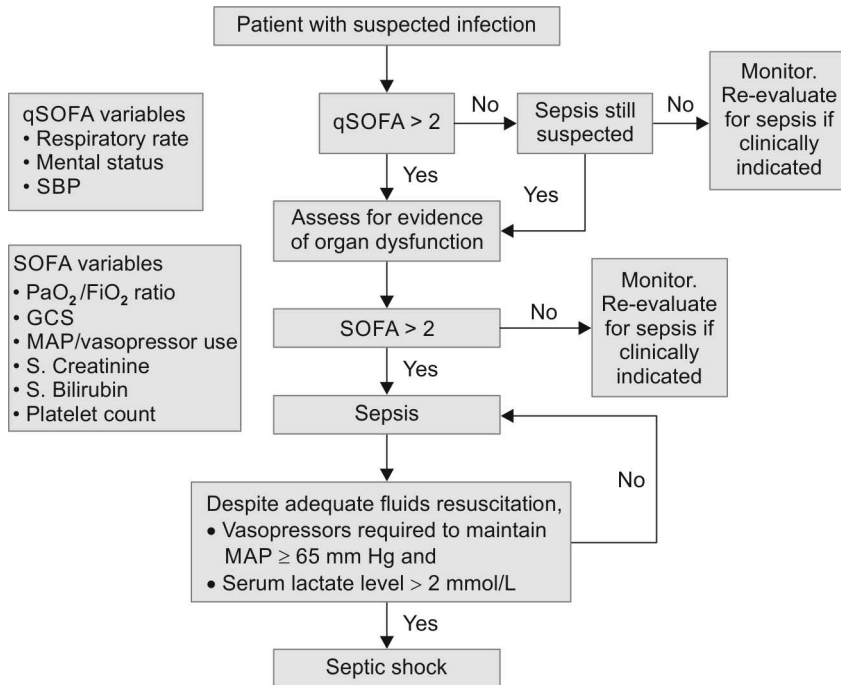 Patient with suspected infection
qSOFA variables
• Respiratory rate
• Mental status
• SBP
qSOFA > 2
No
Sepsis still
suspected
No
Monitor.
Re-evaluate
for sepsis if
clinically
indicated
Yes
Yes
Assess for evidence
of organ dysfunction
SOFA variables
• PaO₂/FiO₂ ratio
• GCS
• MAP/vasopressor use
• S. Creatinine
• S. Bilirubin
• Platelet count
SOFA > 2
No
Monitor.
Re-evaluate
for sepsis if
clinically
indicated
Yes
Sepsis
No
Despite adequate fluids resuscitation,
• Vasopressors required to maintain
MAP ≥ 65 mm Hg and
• Serum lactate level > 2 mmol/L
Yes
Septic shock